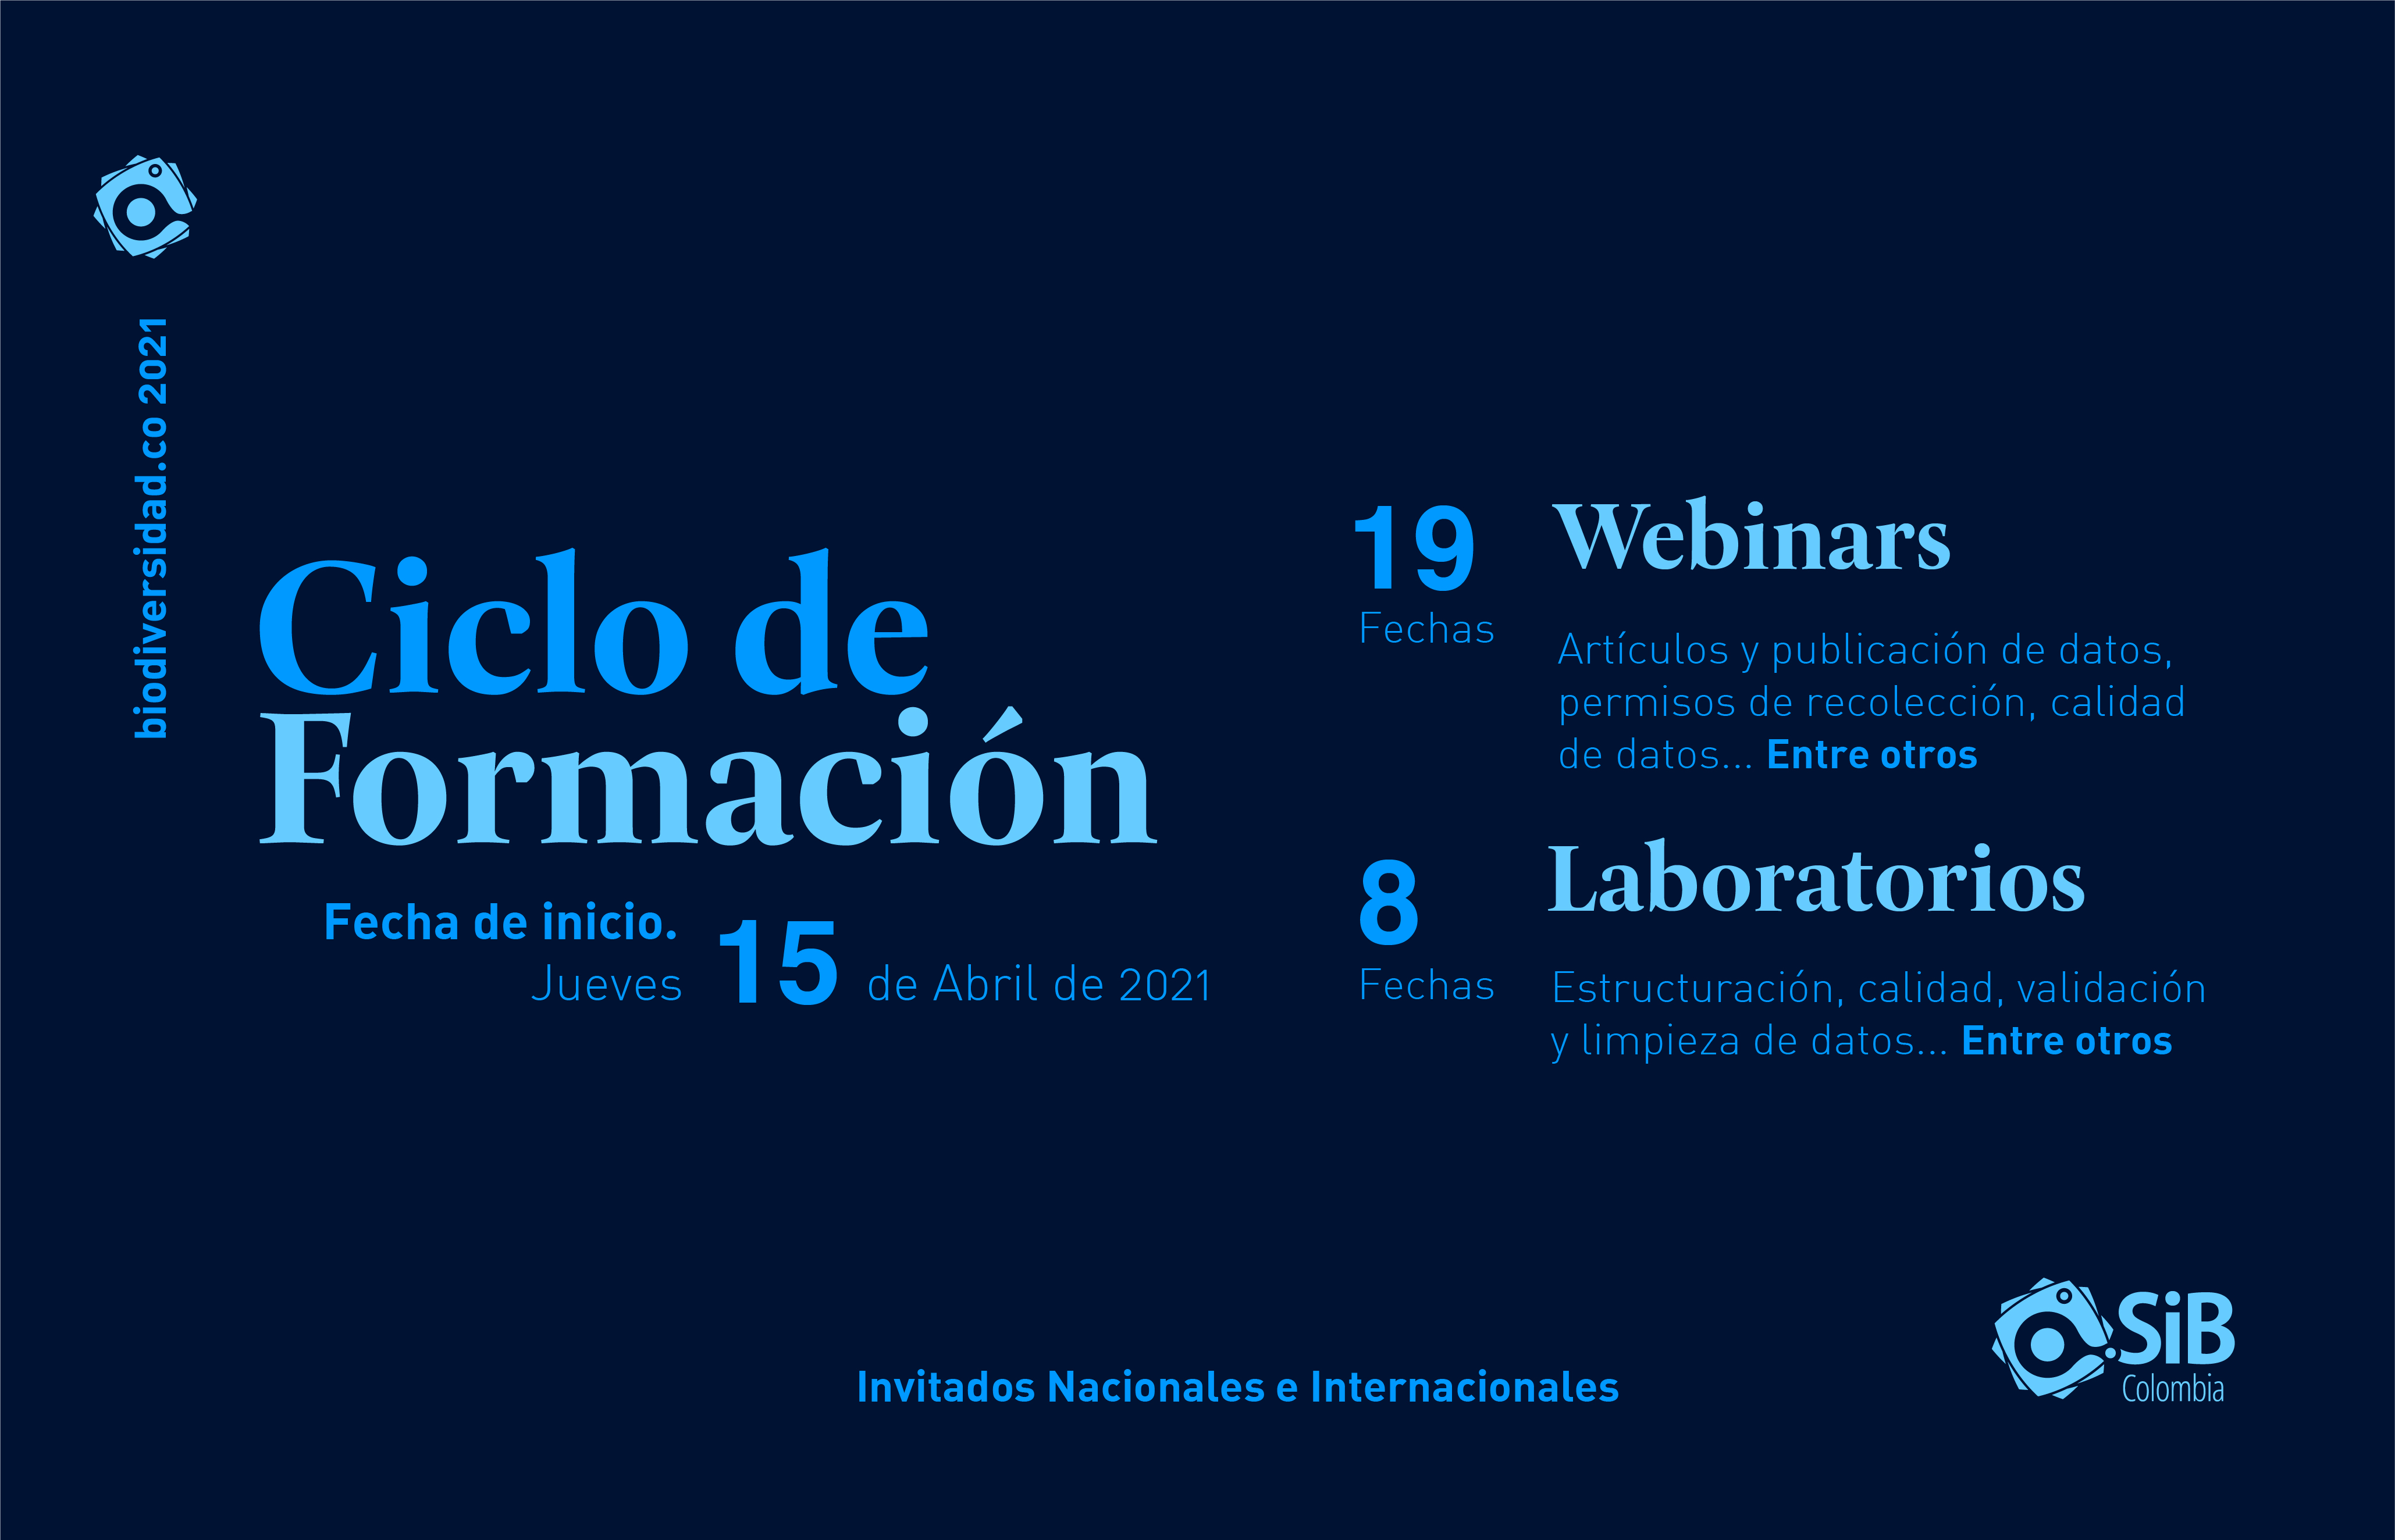 biodiversidad.co 2021
Ciclo de
Formación
Fecha de inicio.
Jueves 15 de Abril de 2021
19
Fechas
Webinars
Artículos y publicación de datos,
permisos de recolección, calidad
de datos... Entre otros
8
Fechas
Laboratorios
Estructuración, calidad, validación
y limpieza de datos... Entre otros
Invitados Nacionales e Internacionales
SiB
Colombia